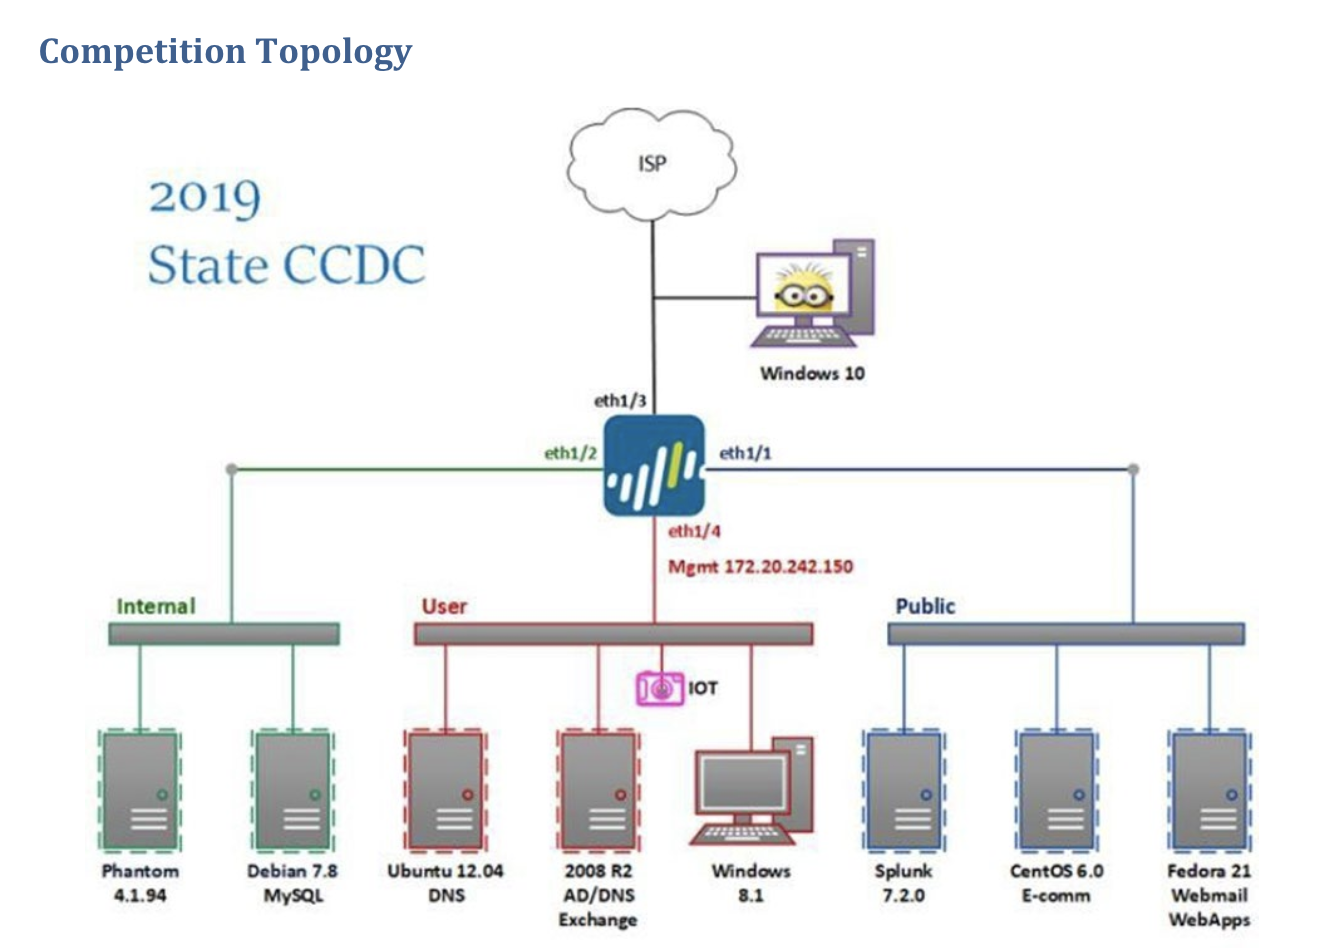 Competition Topology
2019
State CCDC
ISP
Windows 10
eth1/3
eth1/2
eth1/1
eth1/4
Mgmt 172.20.242.150
Internal
User
Public
IOT
Phantom
4.1.94
Debian 7.8
MySQL
Ubuntu 12.04
DNS
2008 R2
AD/DNS
Exchange
Windows
8.1
Splunk
7.2.0
CentOS 6.0
E-comm
Fedora 21
Webmail
WebApps